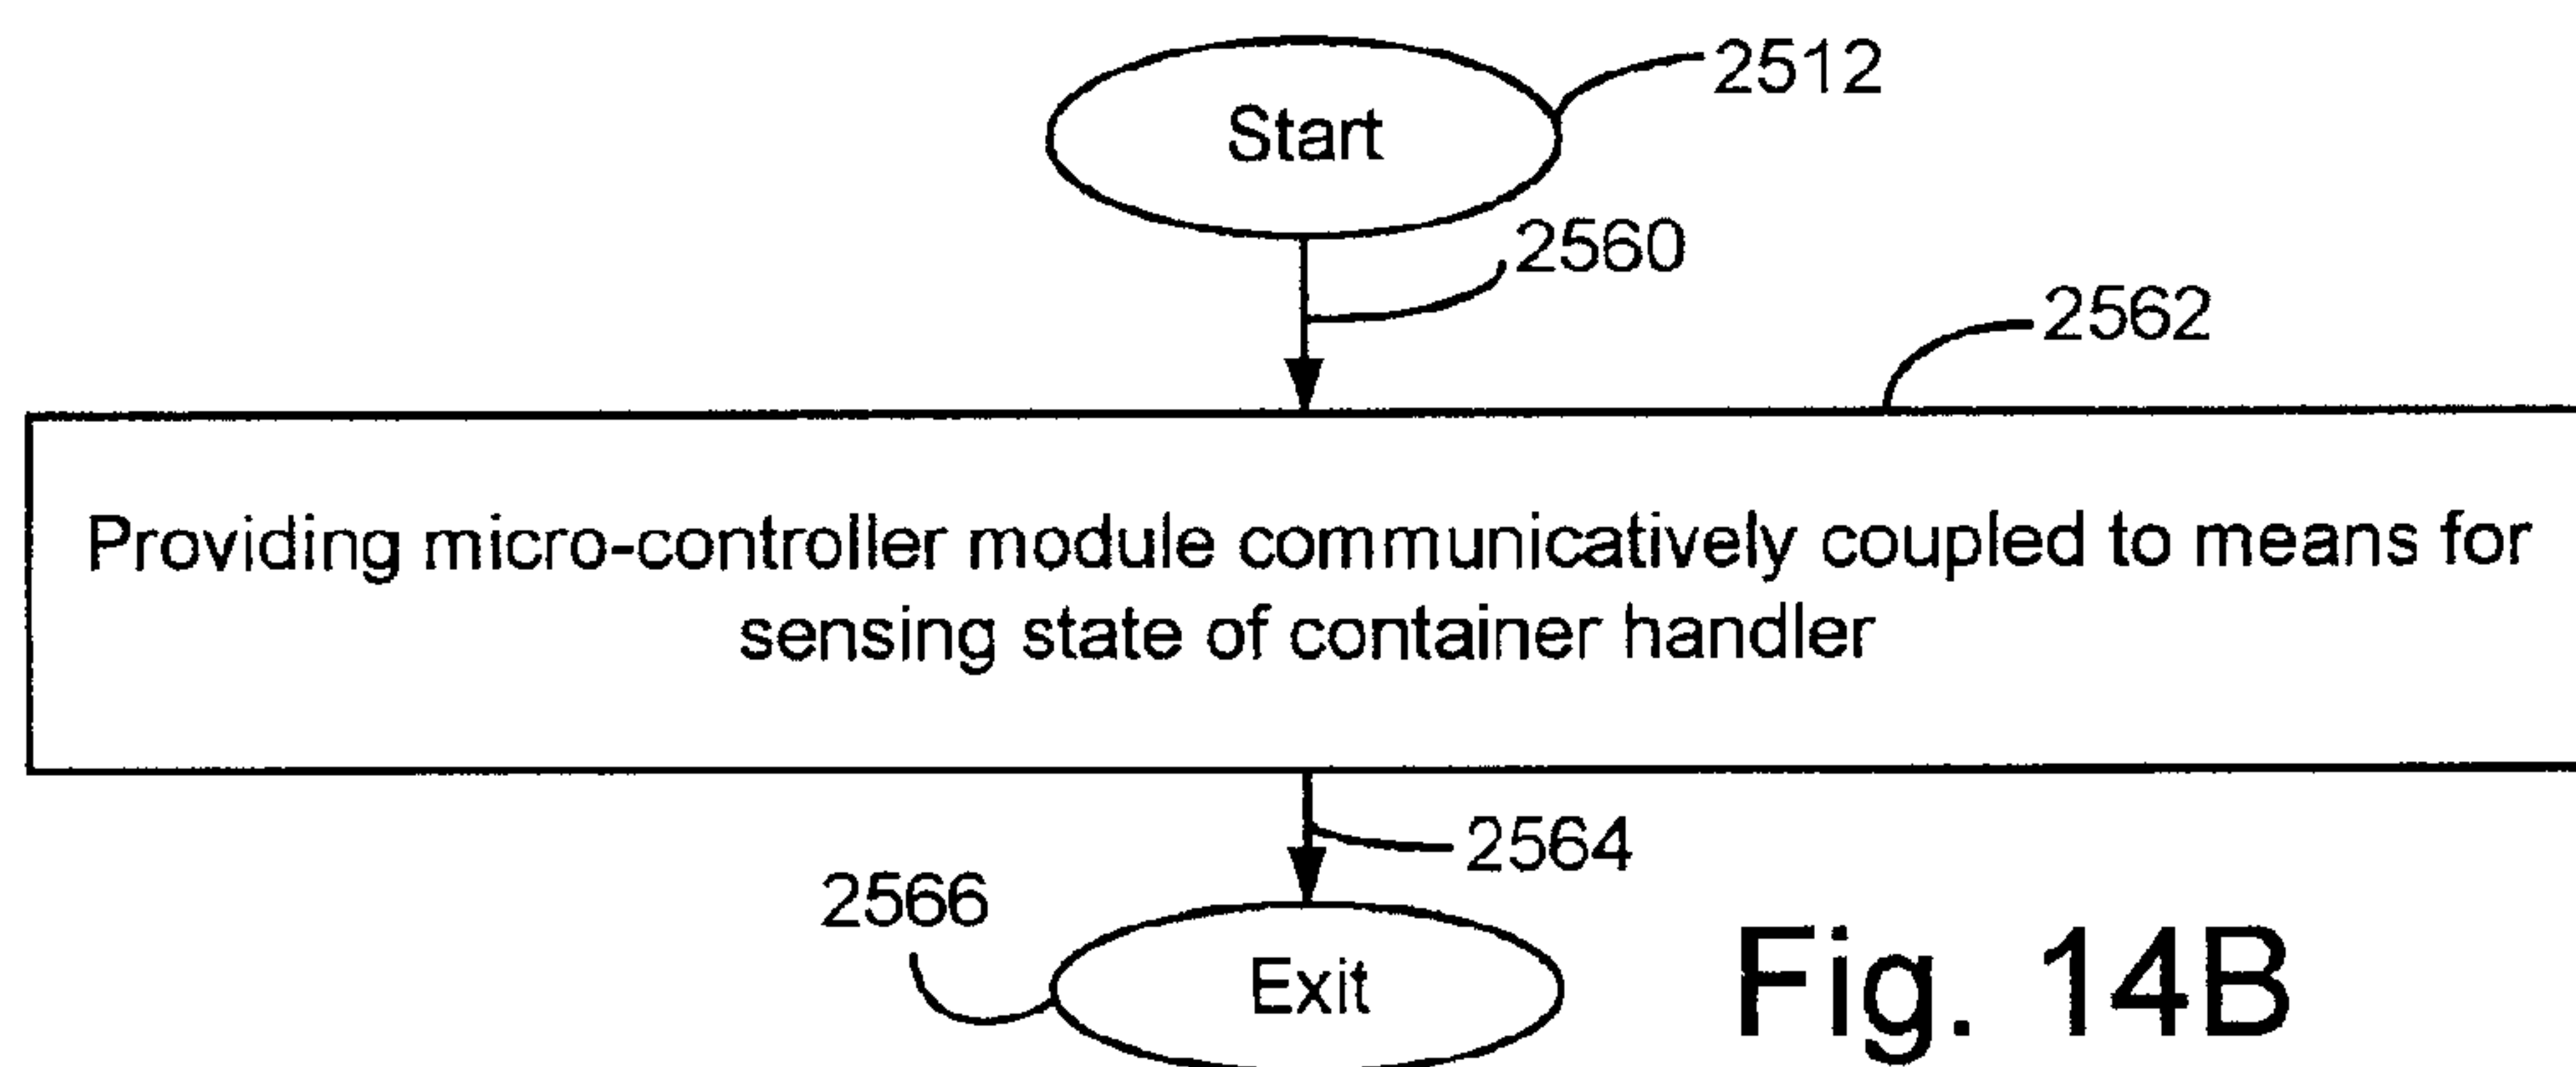 Start
2512
2560
2562
Providing micro-controller module communicatively coupled to means for
sensing state of container handler
2564
2566
Exit
Fig. 14B